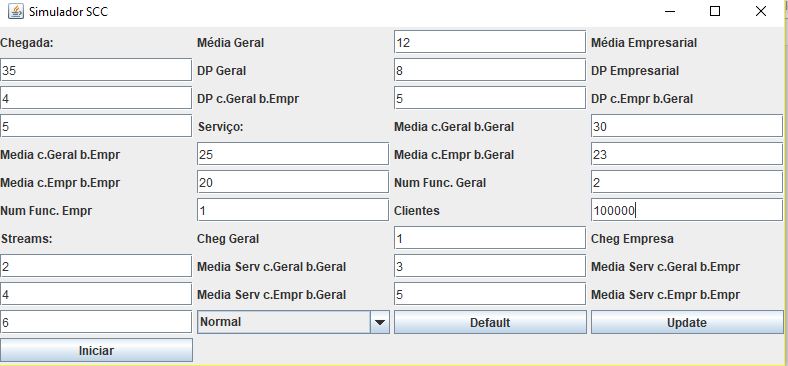 Simulador SCC
Chegada: Média Geral 12 Média Empresarial
35 DP Geral 8 DP Empresarial
4 DP c.Geral b.Empr 5 DP c.Empr b.Geral
5 Serviço: Media c.Geral b.Geral 30
Media c.Geral b.Empr 25 Media c.Empr b.Geral 23
Media c.Empr b.Empr 20 Num Func. Geral 2
Num Func. Empr 1 Clientes 100000
Streams: Cheg Geral 1 Cheg Empresa
2 Media Serv c.Geral b.Geral 3 Media Serv c.Geral b.Empr
4 Media Serv c.Empr b.Geral 5 Media Serv c.Empr b.Empr
6 Normal Default Update
Iniciar